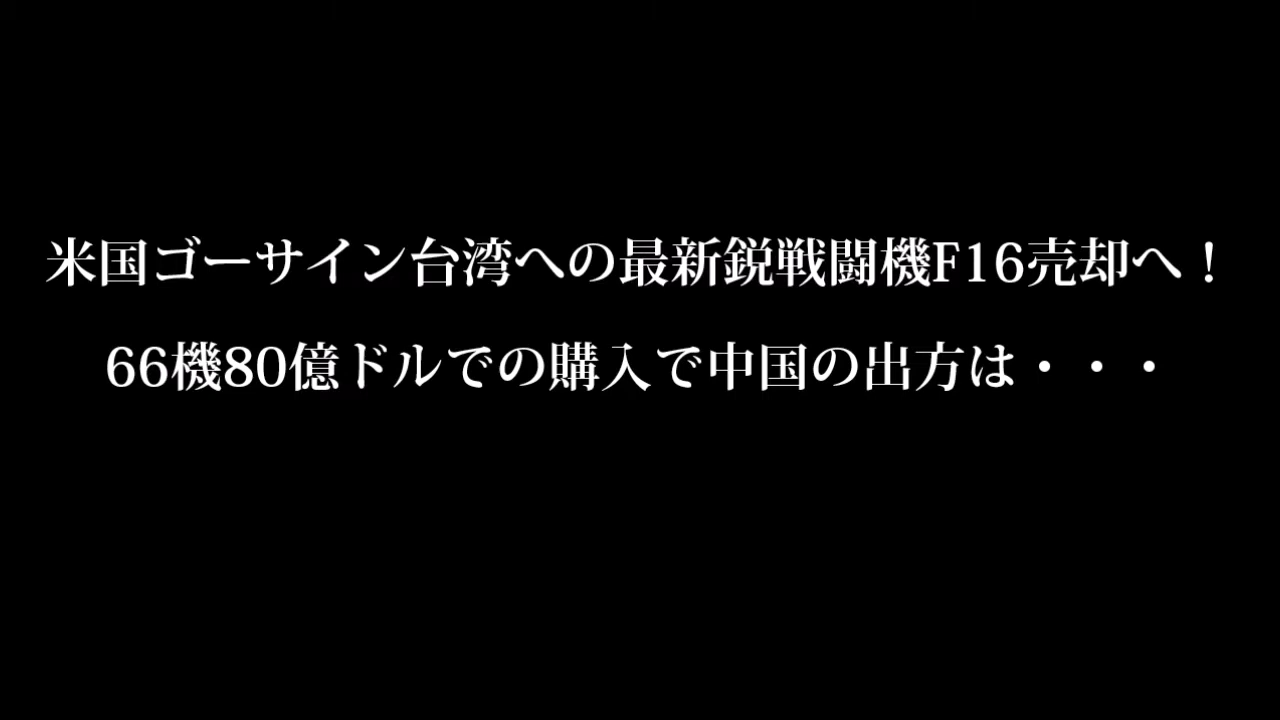 米国ゴーサイン台湾への最新鋭戦闘機F16売却へ！
66機80億ドルでの購入で中国の出方は・・・